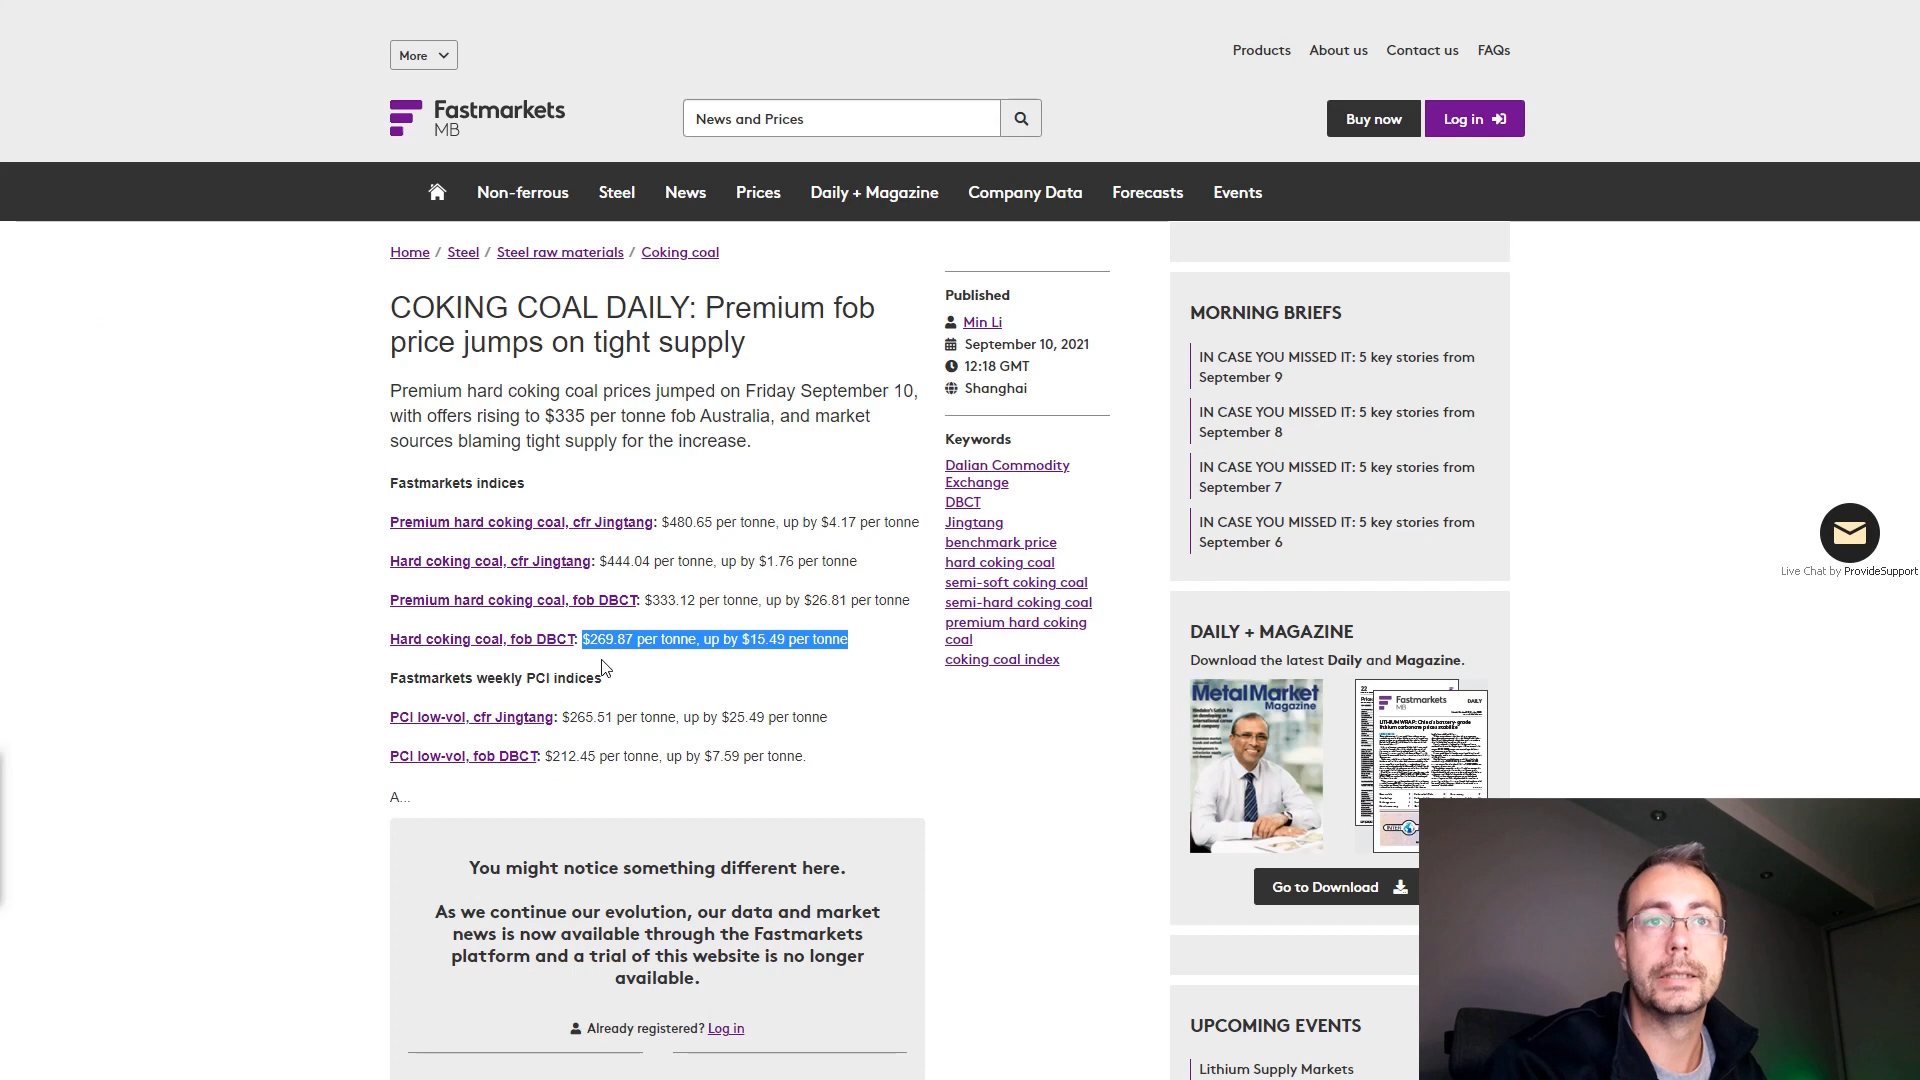 More
Products About us Contact us FAQs
Fastmarkets
MB
News and Prices
Buy now
Log in
Non-ferrous Steel News Prices Daily + Magazine Company Data Forecasts Events
Home / Steel / Steel raw materials / Coking coal
COKING COAL DAILY: Premium fob
price jumps on tight supply
Premium hard coking coal prices jumped on Friday September 10,
with offers rising to $335 per tonne fob Australia, and market
sources blaming tight supply for the increase.
Fastmarkets indices
Premium hard coking coal, cfr Jingtang: $480.65 per tonne, up by $4.17 per tonne
Hard coking coal, cfr Jingtang: $444.04 per tonne, up by $1.76 per tonne
Premium hard coking coal, fob DBCT: $333.12 per tonne, up by $26.81 per tonne
Hard coking coal, fob DBCT: $269.87 per tonne, up by $15.49 per tonne
Fastmarkets weekly PCI indices
PCI low-vol, cfr Jingtang: $265.51 per tonne, up by $25.49 per tonne
PCI low-vol, fob DBCT: $212.45 per tonne, up by $7.59 per tonne.
A...
You might notice something different here.
As we continue our evolution, our data and market
news is now available through the Fastmarkets
platform and a trial of this website is no longer
available.
Already registered? Log in
Published
Min Li
September 10, 2021
12:18 GMT
Shanghai
Keywords
Dalian Commodity
Exchange
DBCT
Jingtang
benchmark price
hard coking coal
semi-soft coking coal
semi-hard coking coal
premium hard coking
coal
coking coal index
MORNING BRIEFS
IN CASE YOU MISSED IT: 5 key stories from
September 9
IN CASE YOU MISSED IT: 5 key stories from
September 8
IN CASE YOU MISSED IT: 5 key stories from
September 7
IN CASE YOU MISSED IT: 5 key stories from
September 6
DAILY + MAGAZINE
Download the latest Daily and Magazine.
MetalMarket
Magazine
Fastmarkets
MB
DAILY
Go to Download
UPCOMING EVENTS
Lithium Supply Markets
Live Chat by ProvideSupport